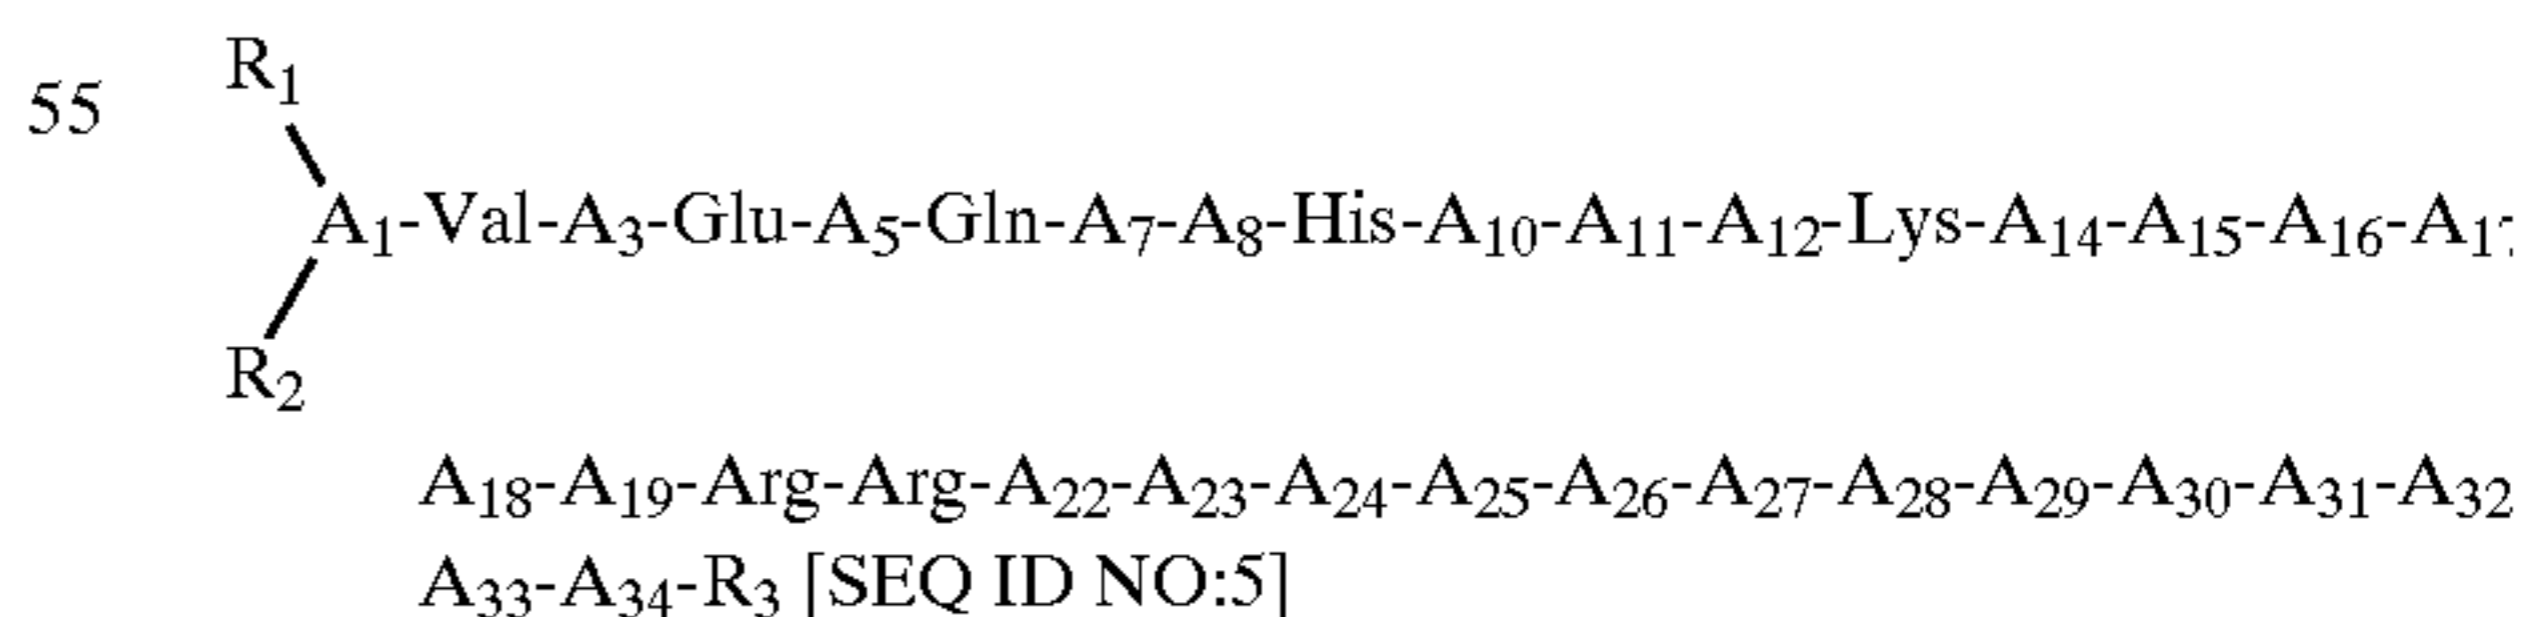 R₁
55
A₁-Val-A₃-Glu-A₅-Gln-A₇-A₈-His-A₁₀-A₁₁-A₁₂-Lys-A₁₄-A₁₅-A₁₆-
R₂
A₁₈-A₁₉-Arg-Arg-A₂₂-A₂₃-A₂₄-A₂₅-A₂₆-A₂₇-A₂₈-A₂₉-A₃₀-A₃₁-A₃₂
A₃₃-A₃₄-R₃ [SEQ ID NO:5]